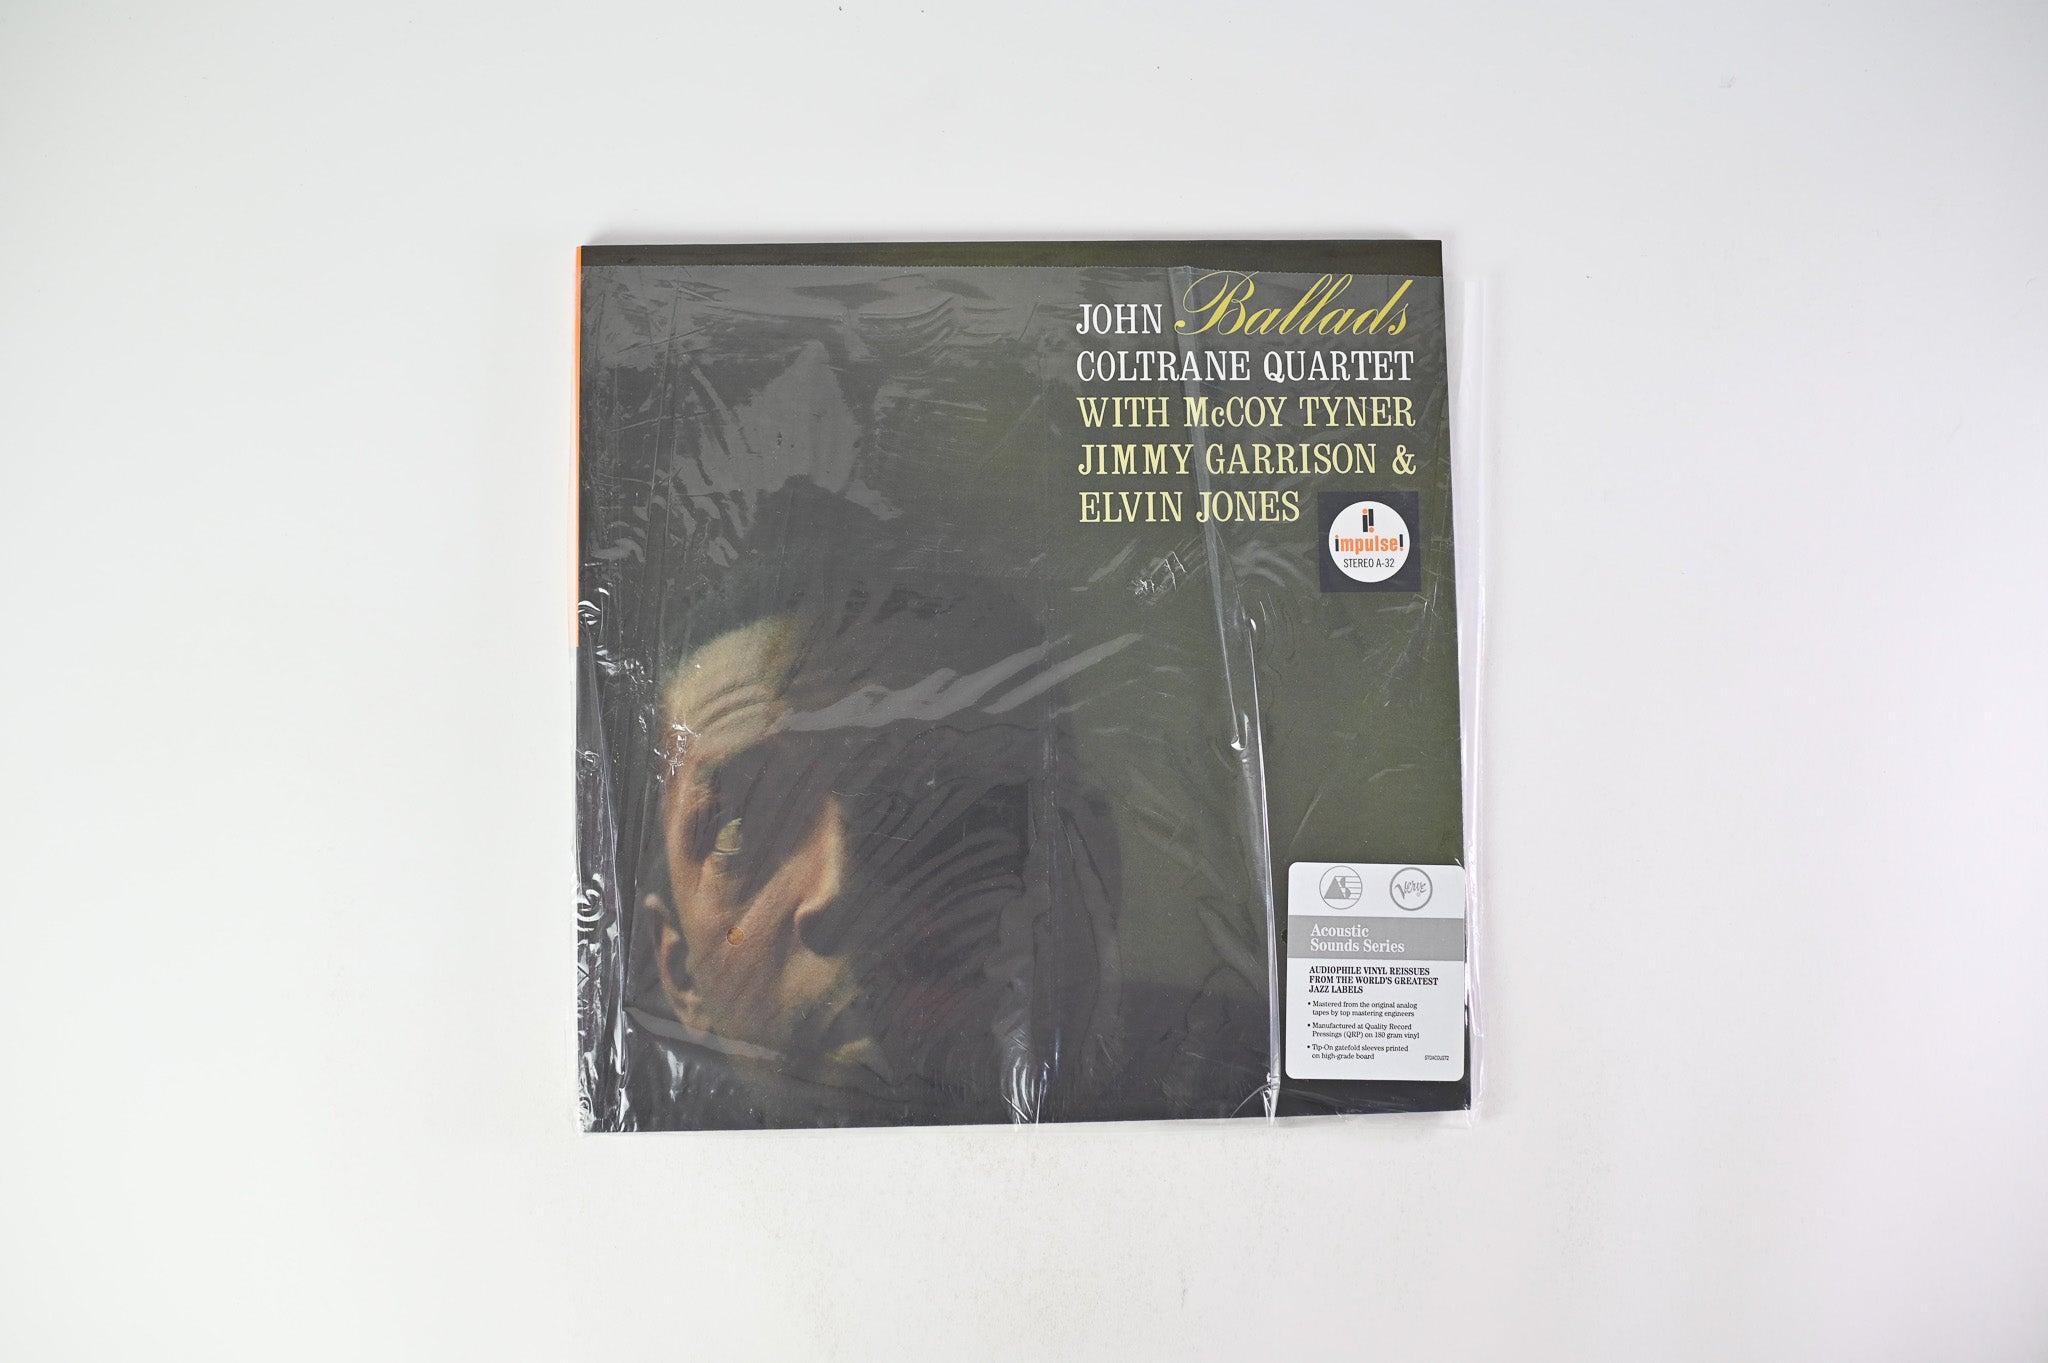 JOHN Ballads
COLTRANE QUARTET
WITH McCOY TYNER
JIMMY GARRISON &
ELVIN JONES
impulse!
STEREO A-32
AS
Verve
Acoustic
Sounds Series
AUDIOPHILE VINYL REISSUES
FROM THE WORLD'S GREATEST
JAZZ LABELS
• Mastered from the original analog
tapes by top mastering engineers
• Manufactured at Quality Record
Pressings (QRP) on 180 gram vinyl
• Tip-On gatefold sleeves printed
on high-grade board